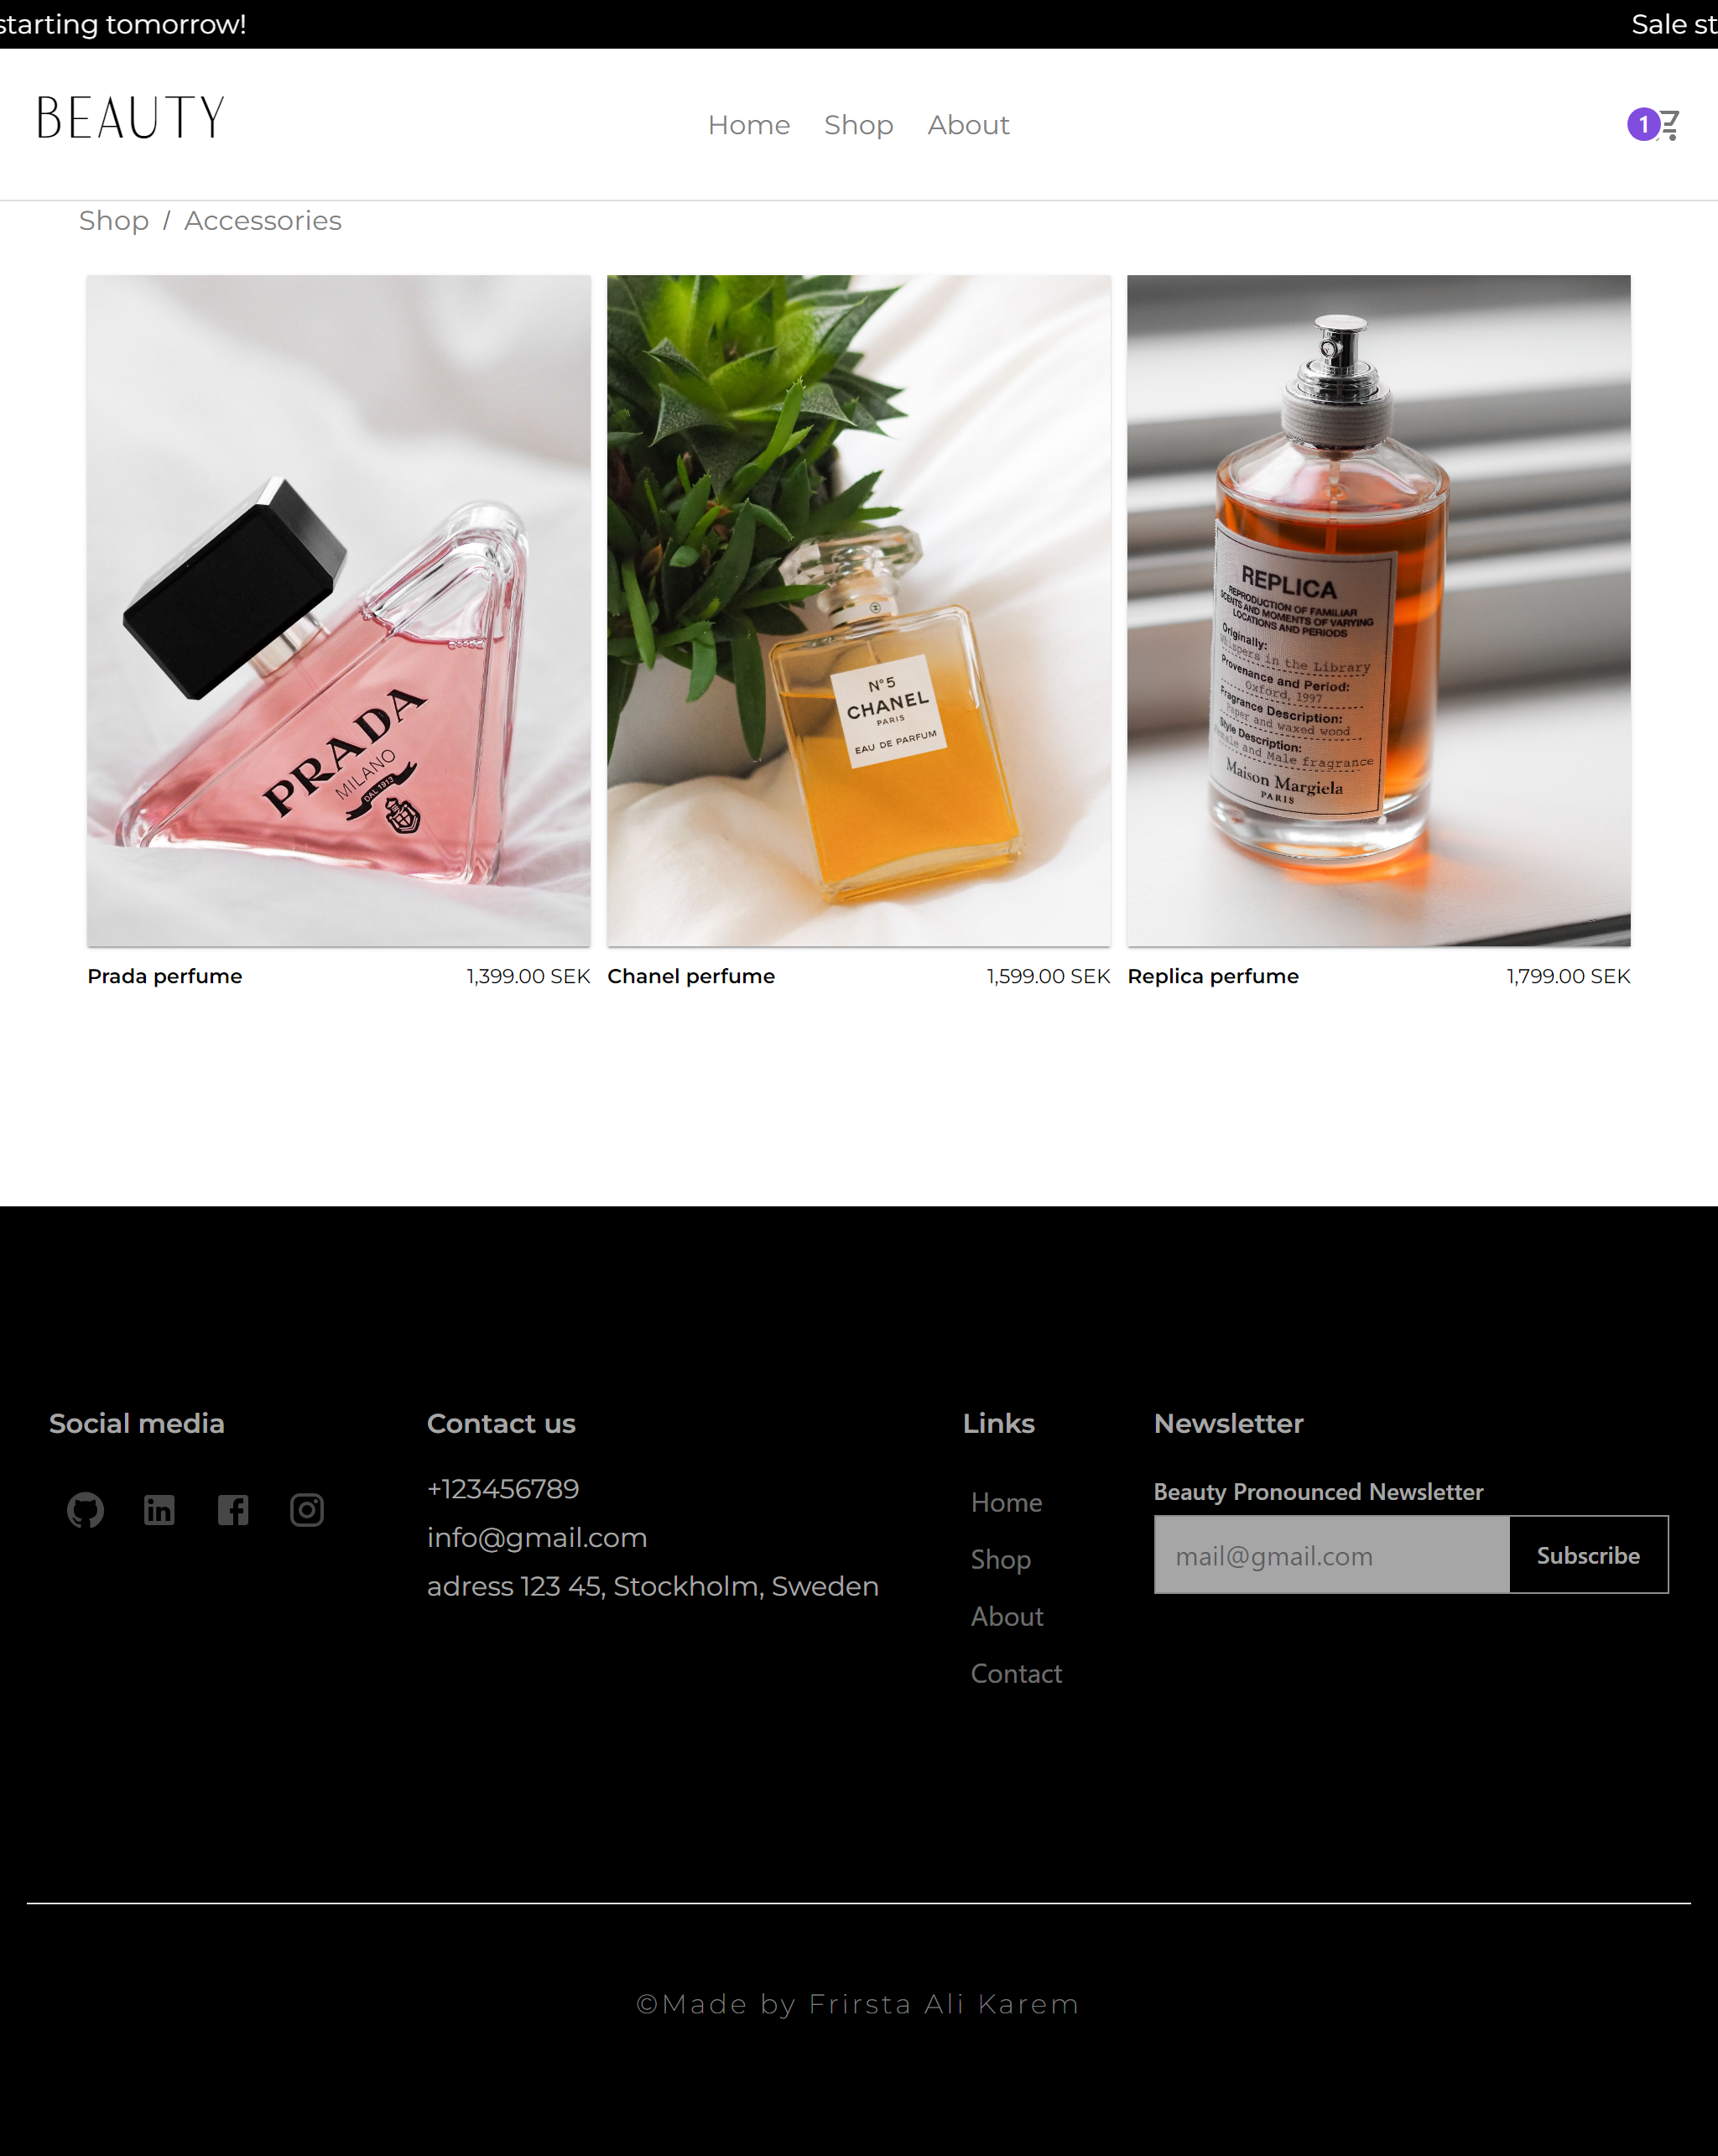 starting tomorrow!
Sale st
BEAUTY
Home Shop About
1
Shop / Accessories
PRADA
MILANO
DAL 1913
N°5
CHANEL
PARIS
EAU DE PARFUM
REPLICA
REPRODUCTION OF FAMILIAR
SCENTS AND MOMENTS OF VARYING
LOCATIONS AND PERIODS
Originally:
Whispers in the Library
Provenance and Period:
Oxford, 1997
Fragrance Description:
Paper and waxed wood
Style Description:
and Male fragrance
Maison Margiela
PARIS
Prada perfume 1,399.00 SEK
Chanel perfume 1,599.00 SEK
Replica perfume 1,799.00 SEK
Social media
Contact us
+123456789
info@gmail.com
adress 123 45, Stockholm, Sweden
Links
Home
Shop
About
Contact
Newsletter
Beauty Pronounced Newsletter
mail@gmail.com
Subscribe
©Made by Frirsta Ali Karem